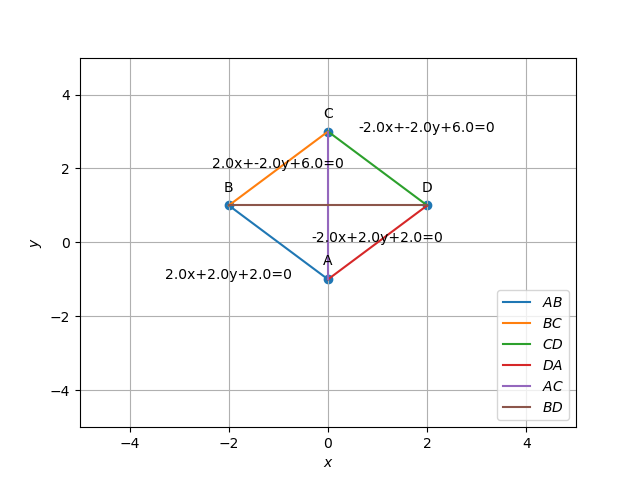 4
2
0
−2
−4
y
−4
−2
0
2
4
x
C
-2.0x+-2.0y+6.0=0
2.0x+-2.0y+6.0=0
B
D
-2.0x+2.0y+2.0=0
A
2.0x+2.0y+2.0=0
AB
BC
CD
DA
AC
BD